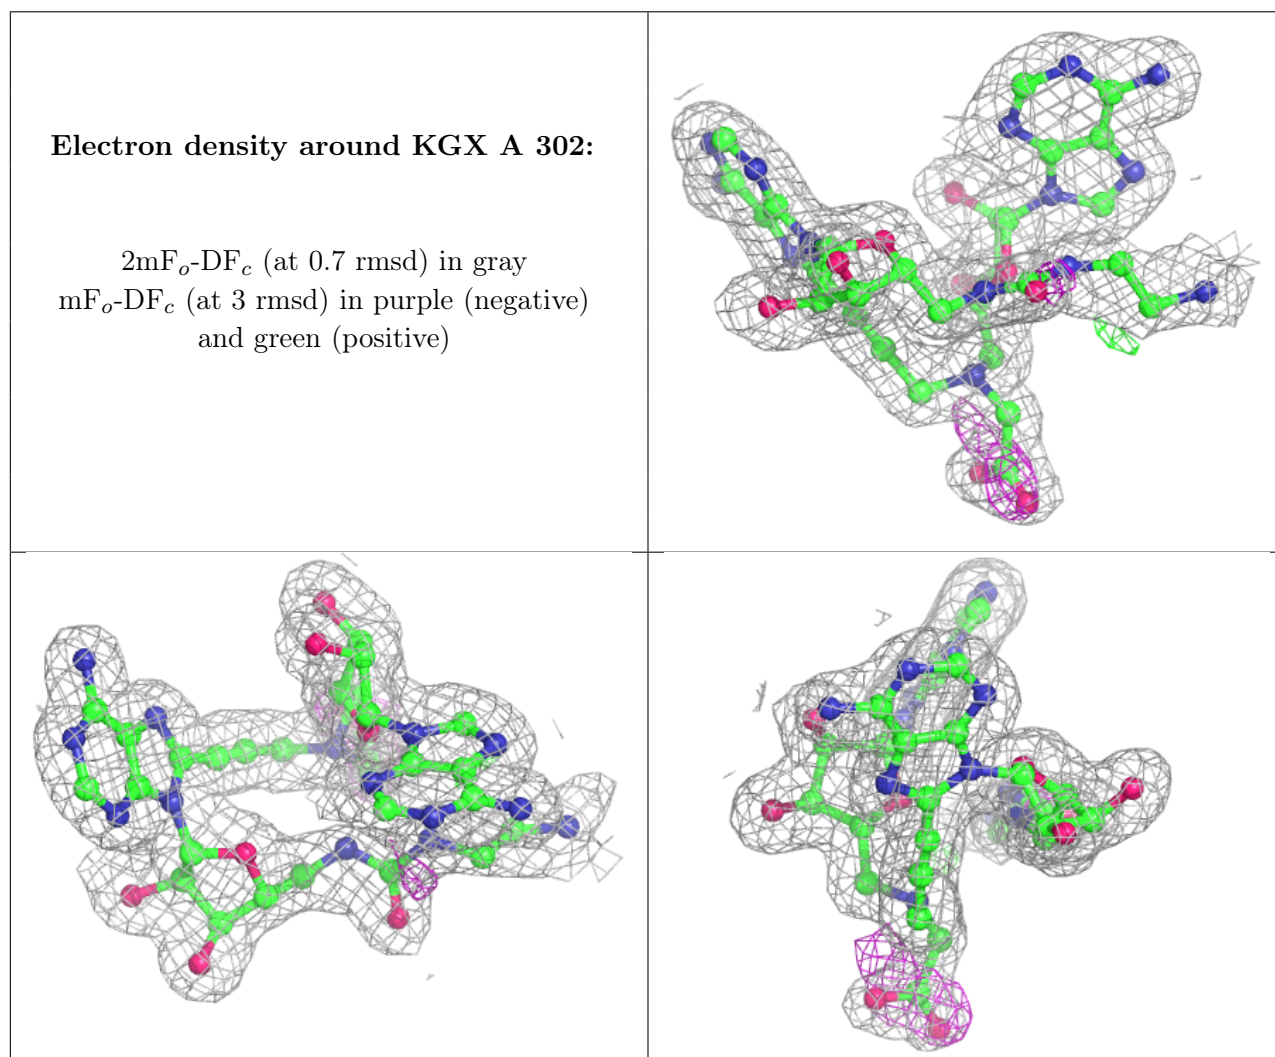 Electron density around KGX A 302:
2mFo-DFc (at 0.7 rmsd) in gray
mFo-DFc (at 3 rmsd) in purple (negative)
and green (positive)